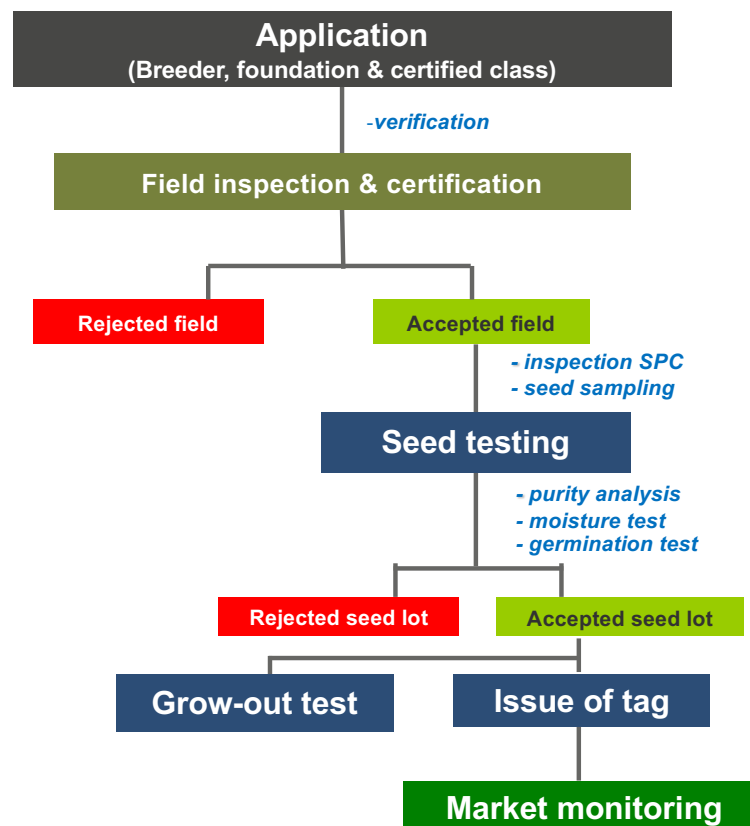 Application
(Breeder, foundation & certified class)
-verification
Field inspection & certification
Rejected field
Accepted field
- inspection SPC
- seed sampling
Seed testing
- purity analysis
- moisture test
- germination test
Rejected seed lot
Accepted seed lot
Grow-out test
Issue of tag
Market monitoring